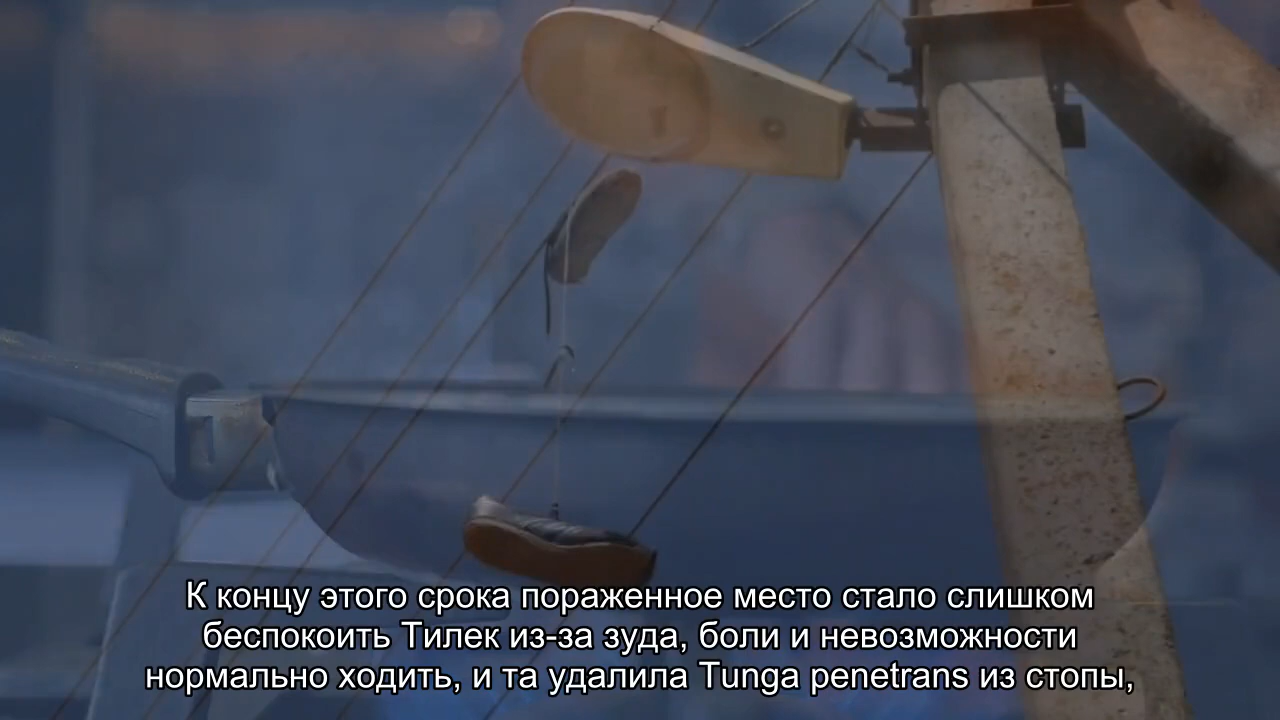 К концу этого срока пораженное место стало слишком
беспокоить Тилек из-за зуда, боли и невозможности
нормально ходить, и та удалила Tunga penetrans из стопы,